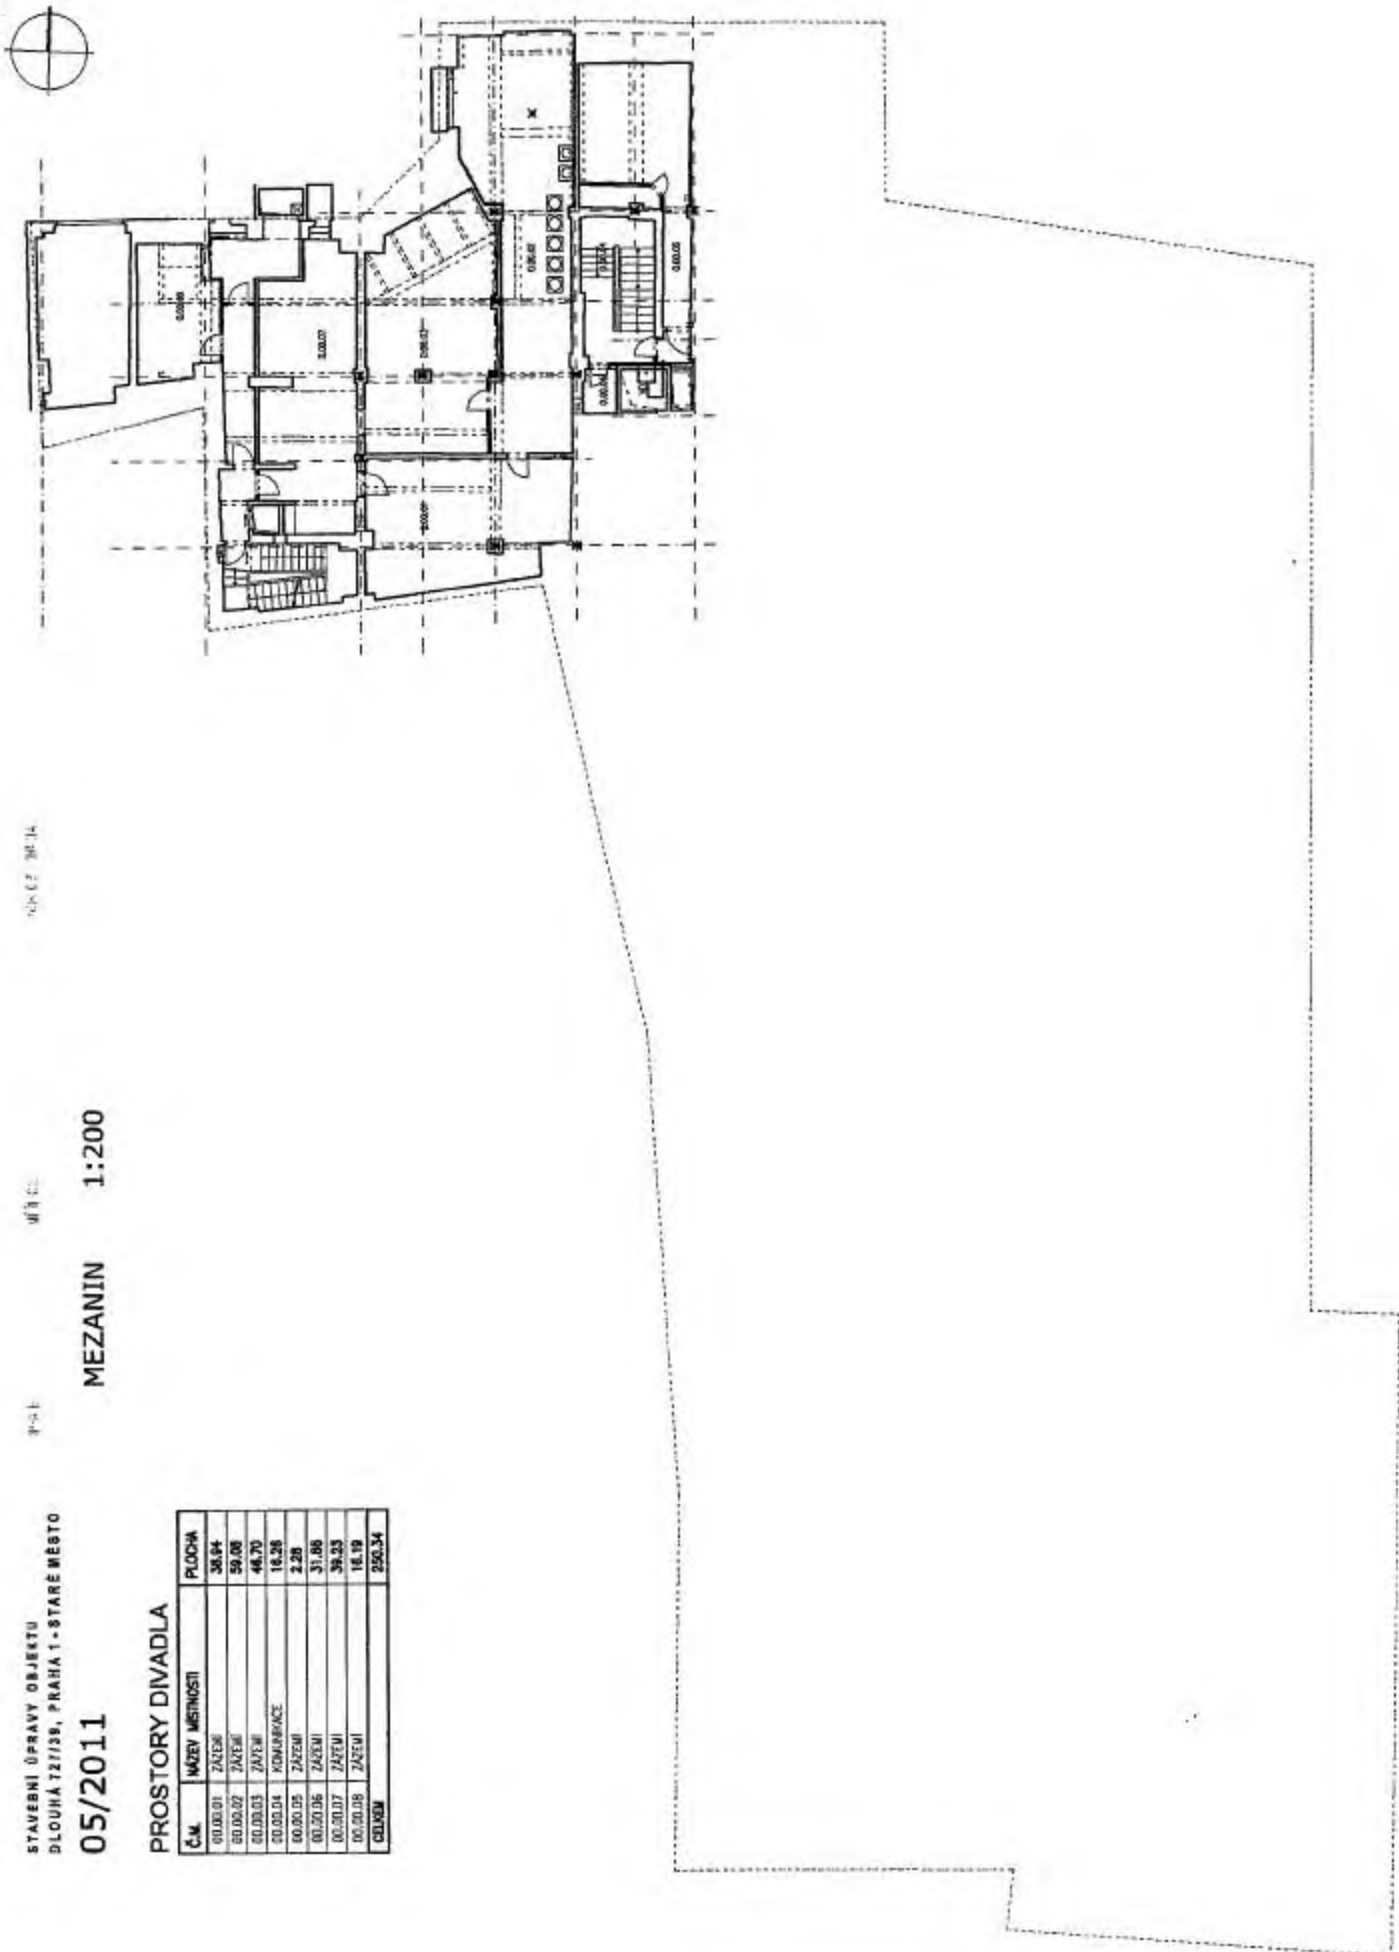 STAVEBNÍ ÚPRAVY OBJEKTU
DLOUHÁ 727/39, PRAHA 1 - STARÉ MĚSTO
05/2011
MEZANIN 1:200
PROSTORY DIVADLA
Č.M. NÁZEV MÍSTNOSTI PLOCHA
00.00.01 ZÁZEMÍ 38.94
00.00.02 ZÁZEMÍ 59.08
00.00.03 ZÁZEMÍ 46.70
00.00.04 KOMUNIKACE 16.26
00.00.05 ZÁZEMÍ 2.28
00.00.06 ZÁZEMÍ 31.86
00.00.07 ZÁZEMÍ 39.23
00.00.08 ZÁZEMÍ 16.19
CELKEM 250.34